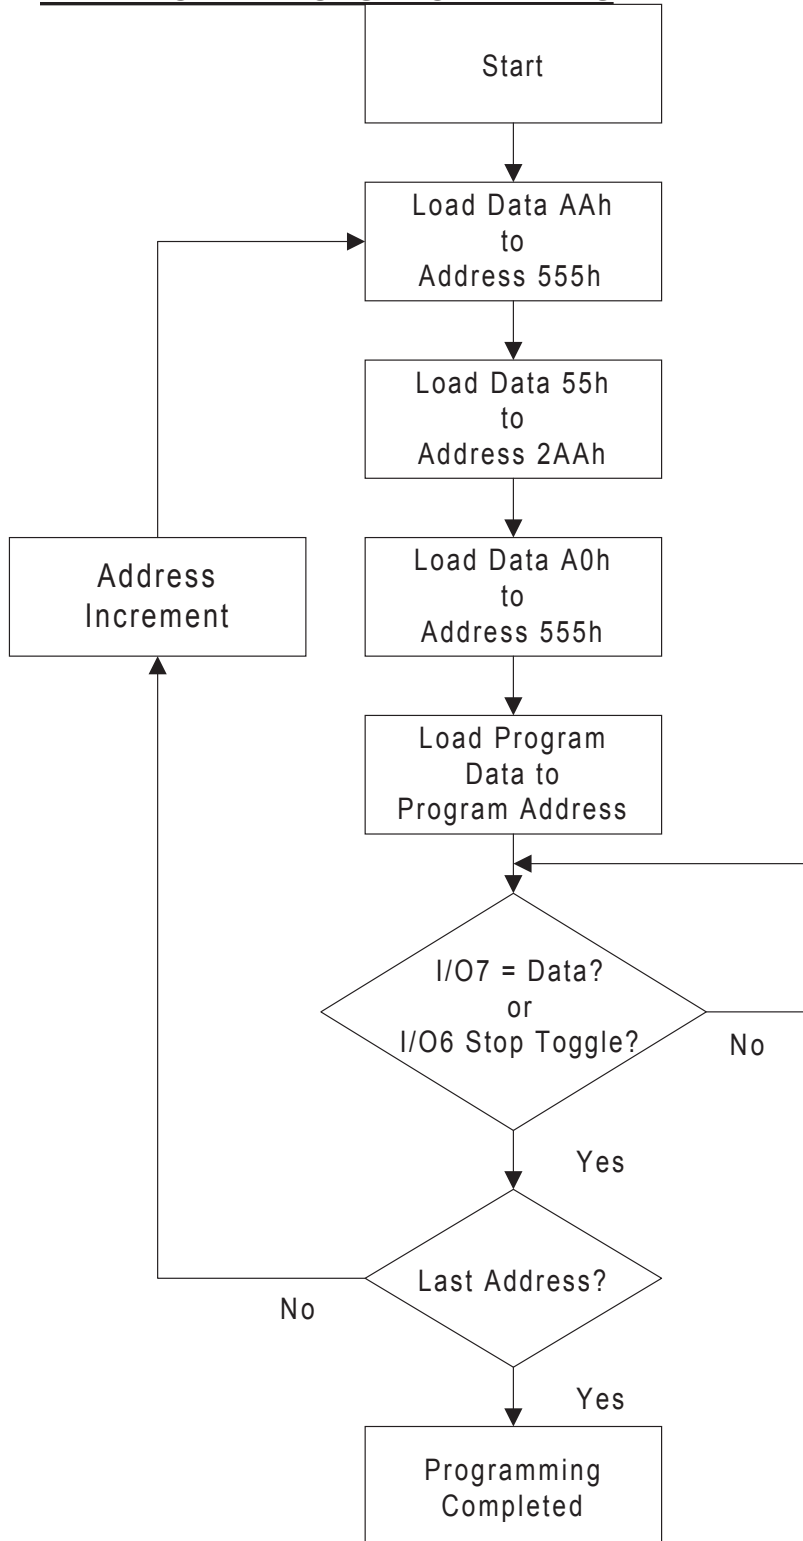 Start
Load Data AAh
to
Address 555h
Load Data 55h
to
Address 2AAh
Address
Increment
Load Data A0h
to
Address 555h
Load Program
Data to
Program Address
I/O7 = Data?
or
I/O6 Stop Toggle?
No
Yes
Last Address?
No
Yes
Programming
Completed